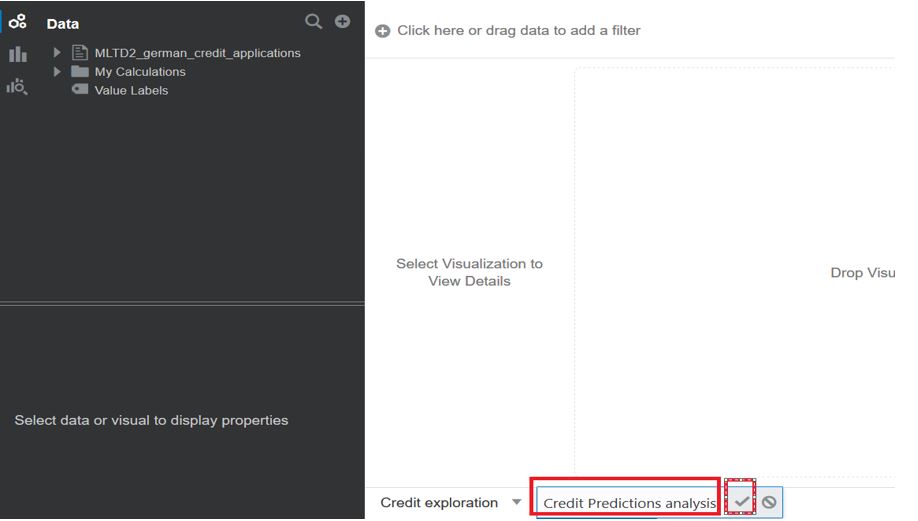 Data
MLTD2_german_credit_applications
My Calculations
Value Labels
Select data or visual to display properties
Click here or drag data to add a filter
Select Visualization to
View Details
Drop Visu
Credit exploration
Credit Predictions analysis